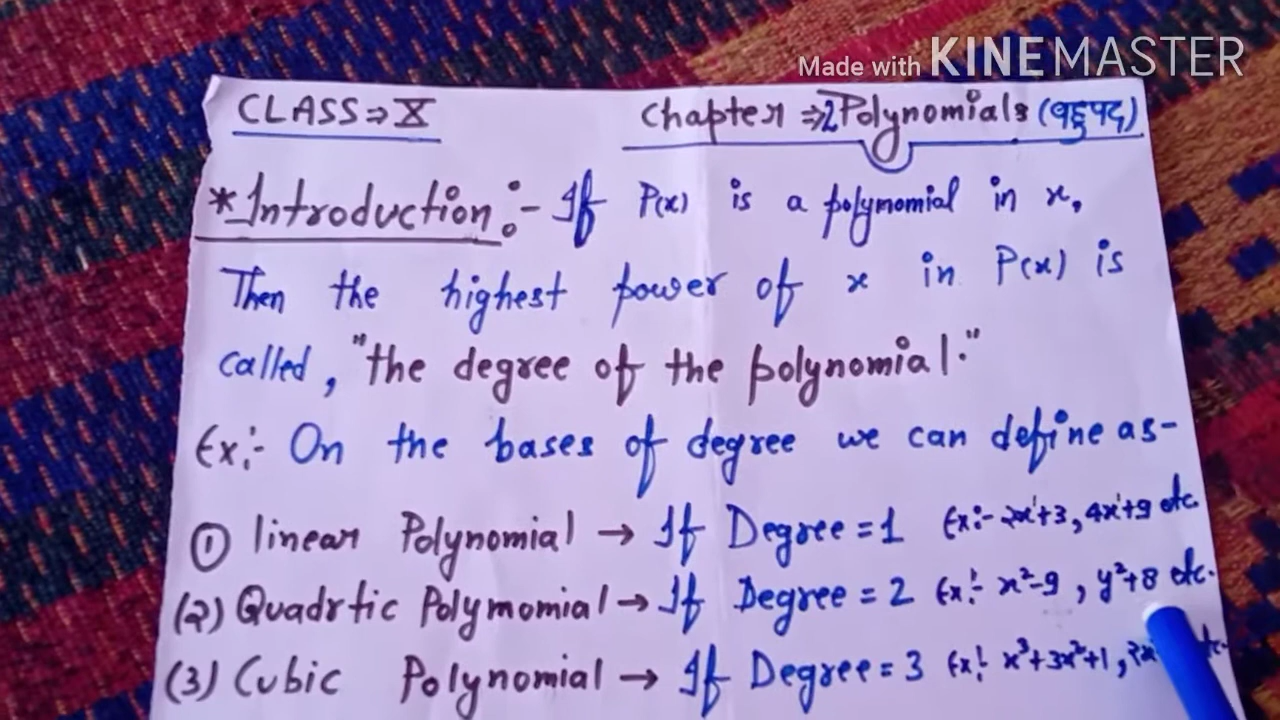 Made with KINEMASTER
CLASS ⇒ X Chapter ⇒ 2 Polynomials (बहुपद)
*Introduction :- If P(x) is a polynomial in x,
Then the highest power of x in P(x) is
called, "the degree of the polynomial."
Ex:- On the bases of degree we can define as-
① linear Polynomial → If Degree = 1 Ex:- 2x¹+3, 4x¹+9 etc.
(2) Quadrtic Polymomial → If Degree = 2 Ex:- x²-9, y²+8 etc.
(3) Cubic Polynomial → If Degree = 3 Ex:- x³+3x²+1,